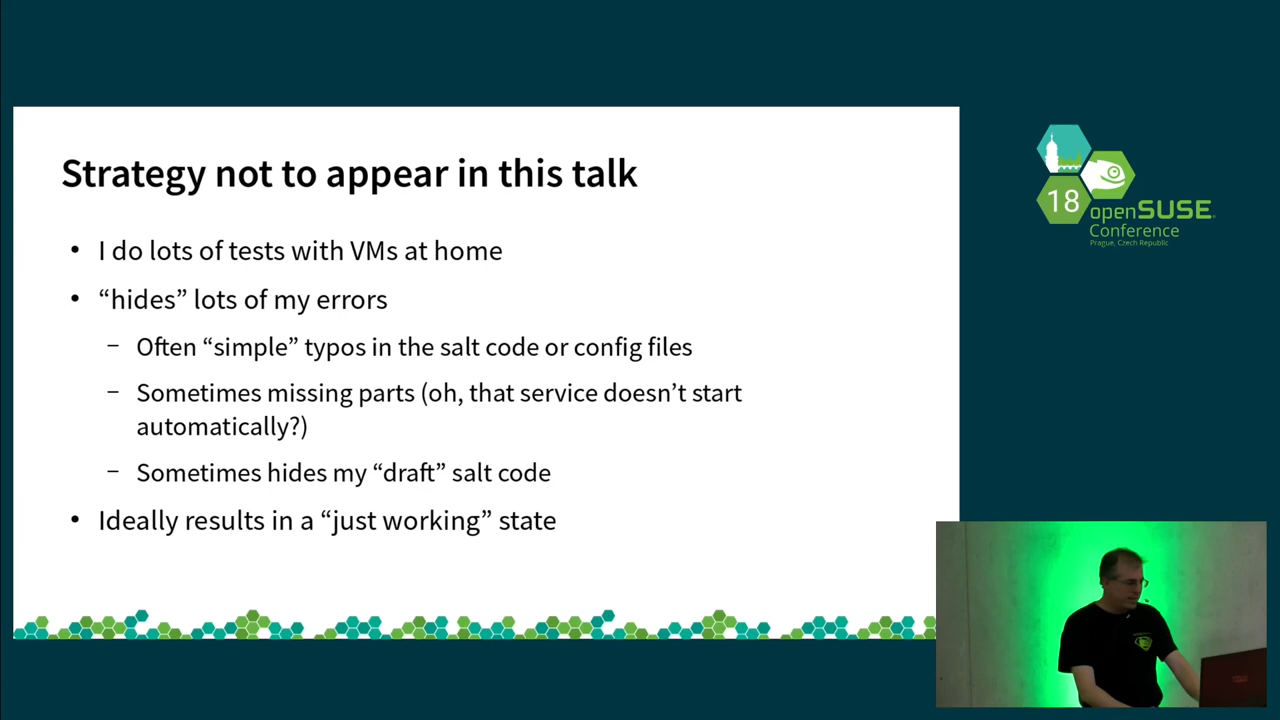 Strategy not to appear in this talk
• I do lots of tests with VMs at home
• “hides” lots of my errors
– Often “simple” typos in the salt code or config files
– Sometimes missing parts (oh, that service doesn’t start
automatically?)
– Sometimes hides my “draft” salt code
• Ideally results in a “just working” state
18
openSUSE
Conference
Prague, Czech Republic